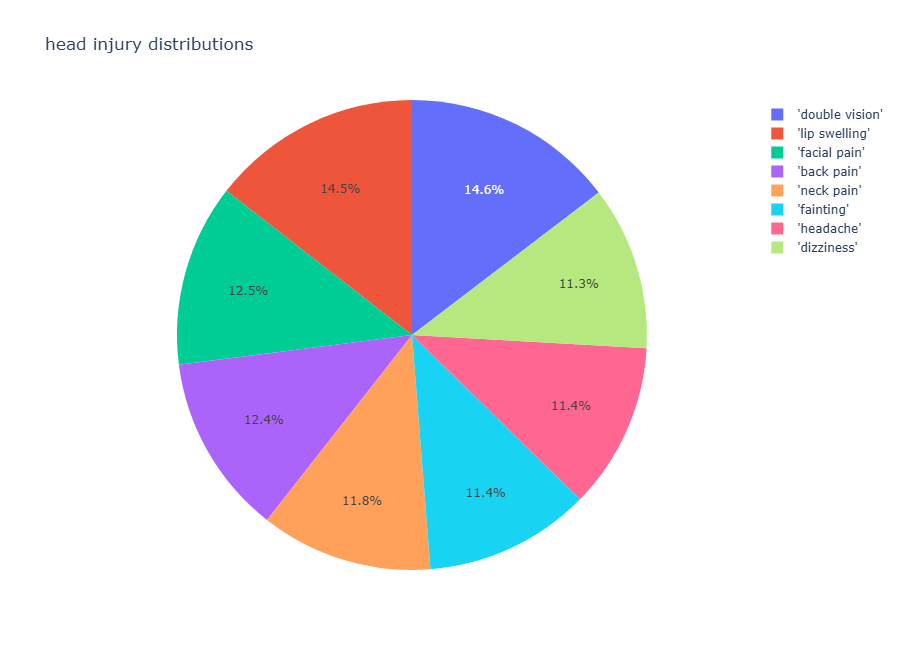 head injury distributions
'double vision'
'lip swelling'
'facial pain'
'back pain'
'neck pain'
'fainting'
'headache'
'dizziness'
14.5%
14.6%
12.5%
11.3%
12.4%
11.4%
11.8%
11.4%